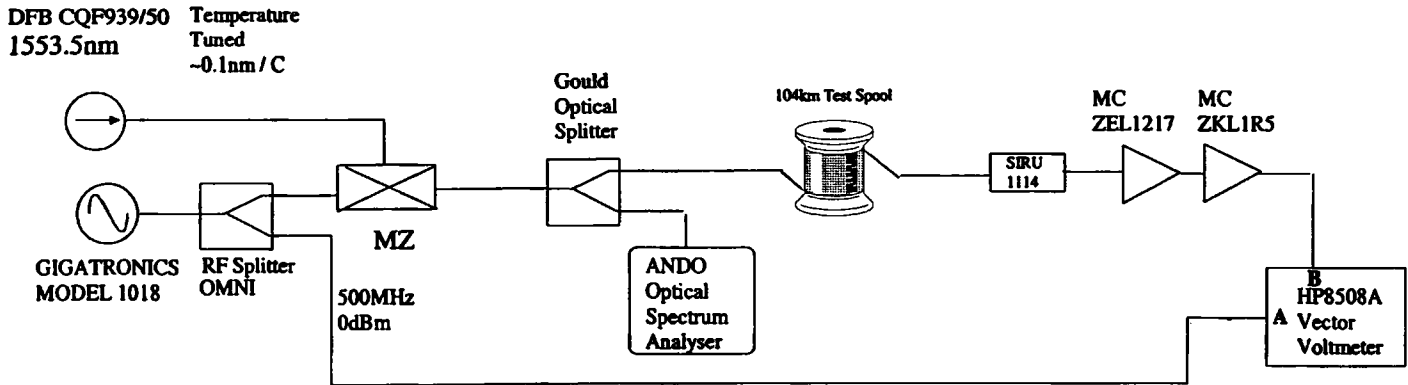 DFB CQF939/50
1553.5nm
Temperature
Tuned
~0.1nm / C
Gould
Optical
Splitter
104km Test Spool
MC
ZEL1217
MC
ZKL1R5
SIRU
1114
MZ
GIGATRONICS
MODEL 1018
RF Splitter
OMNI
500MHz
0dBm
ANDO
Optical
Spectrum
Analyser
B
HP8508A
A Vector
Voltmeter